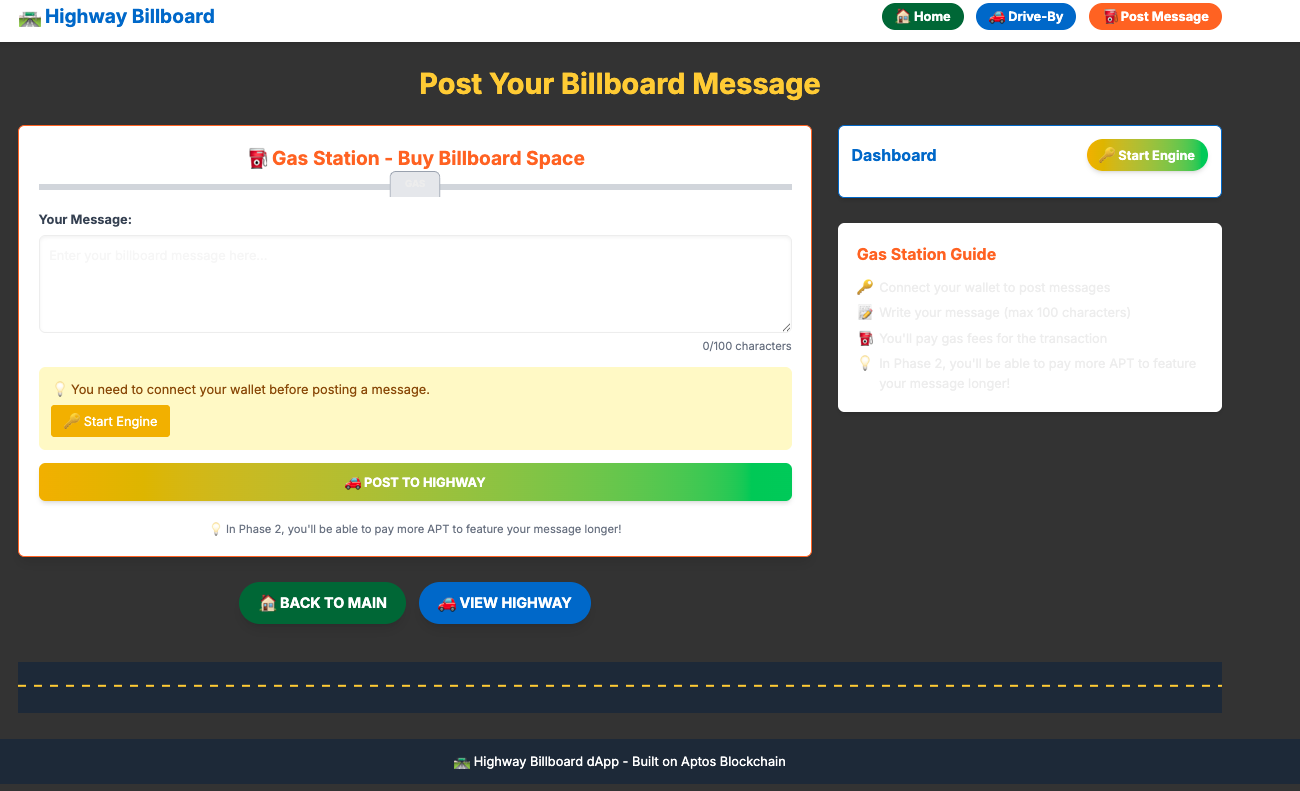 Highway Billboard
Home
Drive-By
Post Message
Post Your Billboard Message
Gas Station - Buy Billboard Space
Your Message:
Enter your billboard message here...
0/100 characters
You need to connect your wallet before posting a message.
Start Engine
POST TO HIGHWAY
In Phase 2, you'll be able to pay more APT to feature your message longer!
BACK TO MAIN
VIEW HIGHWAY
Dashboard
Start Engine
Gas Station Guide
Connect your wallet to post messages
Write your message (max 100 characters)
You'll pay gas fees for the transaction
In Phase 2, you'll be able to pay more APT to feature
your message longer!
Highway Billboard dApp - Built on Aptos Blockchain